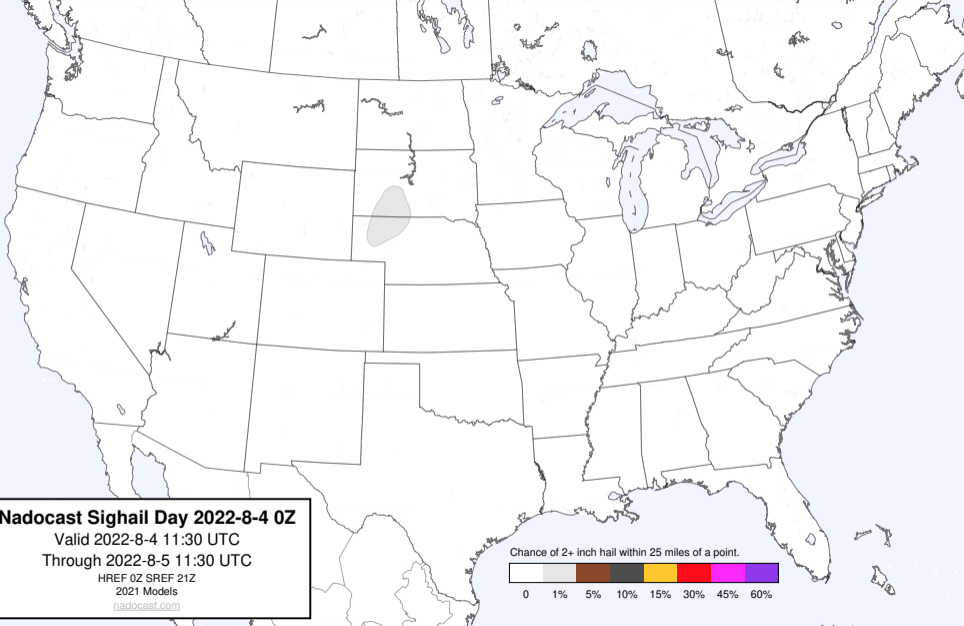 Nadocast Sighail Day 2022-8-4 0Z
Valid 2022-8-4 11:30 UTC
Through 2022-8-5 11:30 UTC
HREF 0Z SREF 21Z
2021 Models
nadocast.com
Chance of 2+ inch hail within 25 miles of a point.
0 1% 5% 10% 15% 30% 45% 60%